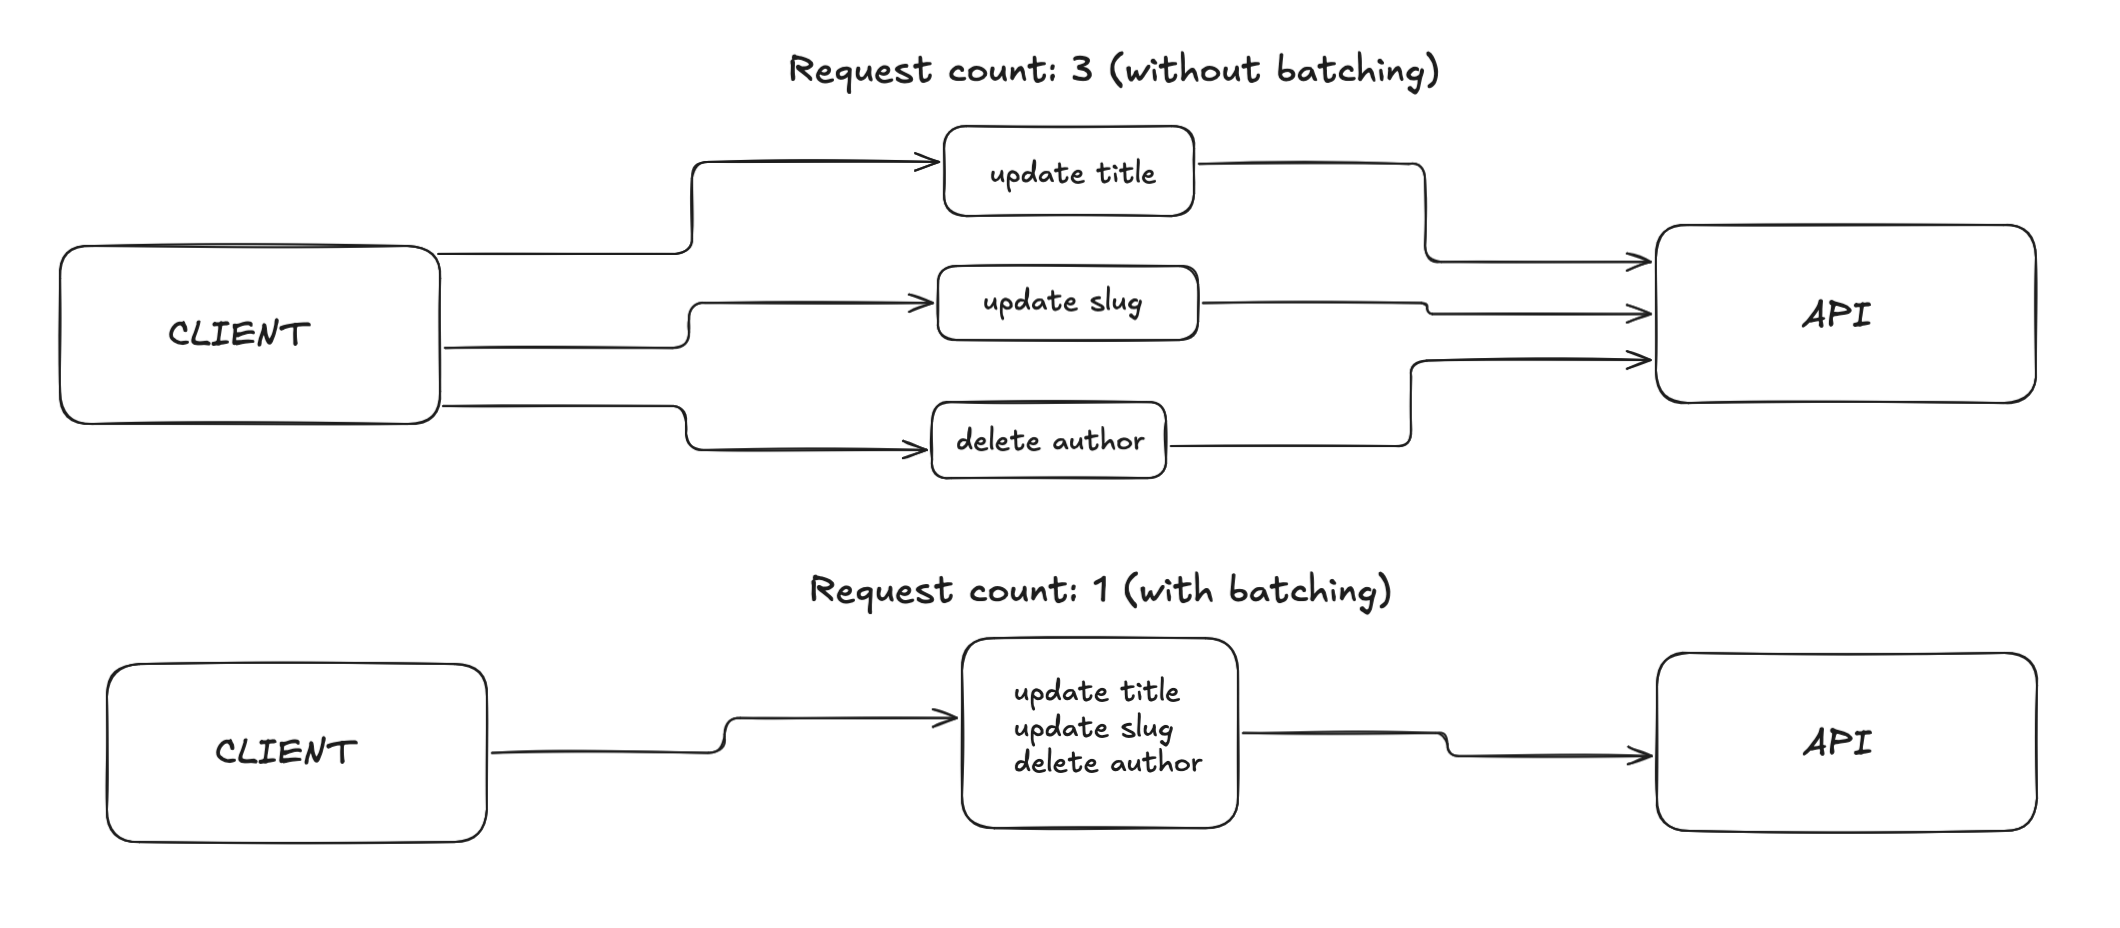 Request count: 3 (without batching)
update title
CLIENT
update slug
API
delete author
Request count: 1 (with batching)
CLIENT
update title
update slug
delete author
API